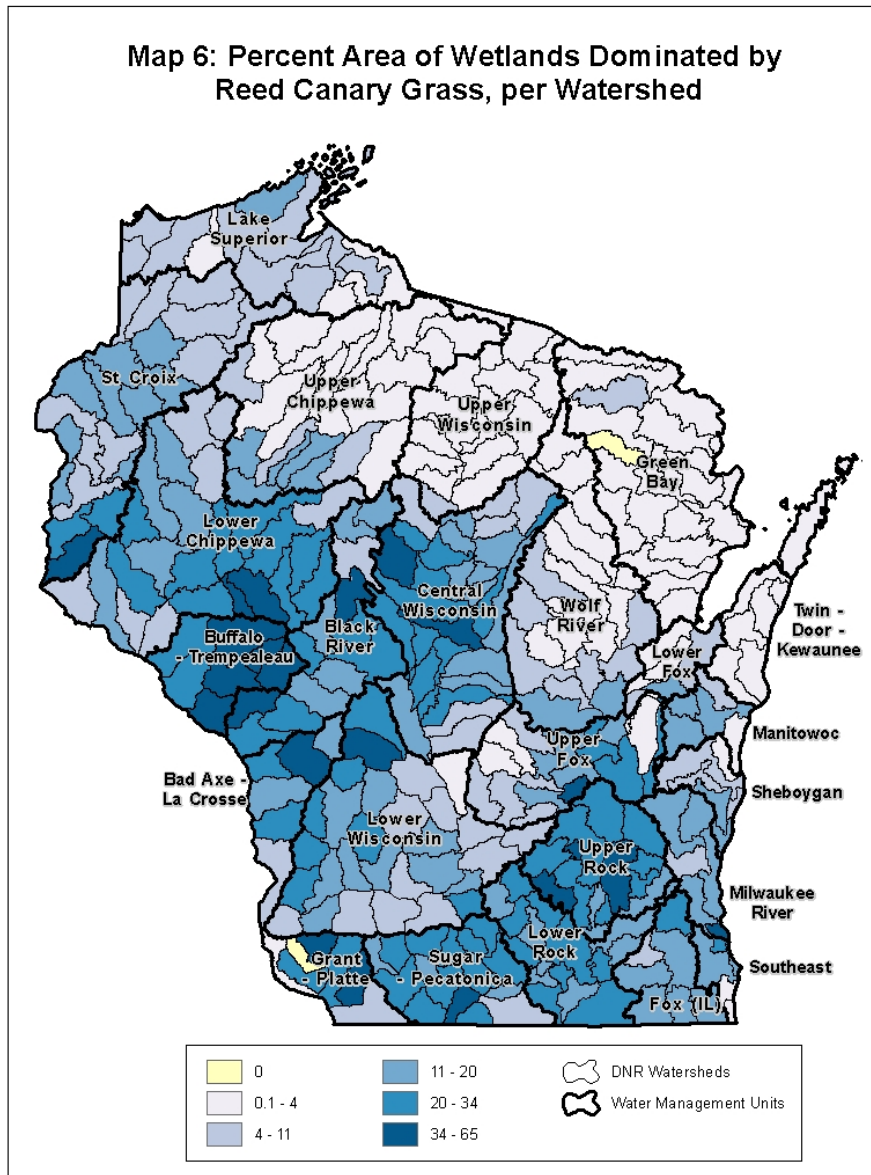 Map 6: Percent Area of Wetlands Dominated by
Reed Canary Grass, per Watershed
Lake
Superior
St. Croix
Upper
Chippewa
Upper
Wisconsin
Green
Bay
Lower
Chippewa
Central
Wisconsin
Wolf
River
Twin -
Door -
Kewaunee
Buffalo
- Trempealeau
Black
River
Lower
Fox
Manitowoc
Upper
Fox
Bad Axe -
La Crosse
Sheboygan
Lower
Wisconsin
Upper
Rock
Milwaukee
River
Lower
Rock
Grant
- Platte
Sugar
- Pecatonica
Southeast
Fox (IL)
0
0.1 - 4
4 - 11
11 - 20
20 - 34
34 - 65
DNR Watersheds
Water Management Units